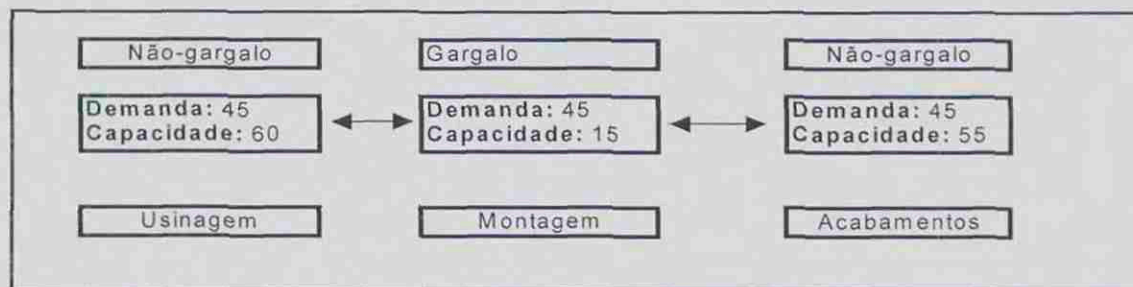 Não-gargalo
Gargalo
Não-gargalo
Demanda: 45
Capacidade: 60
Demanda: 45
Capacidade: 15
Demanda: 45
Capacidade: 55
Usinagem
Montagem
Acabamentos